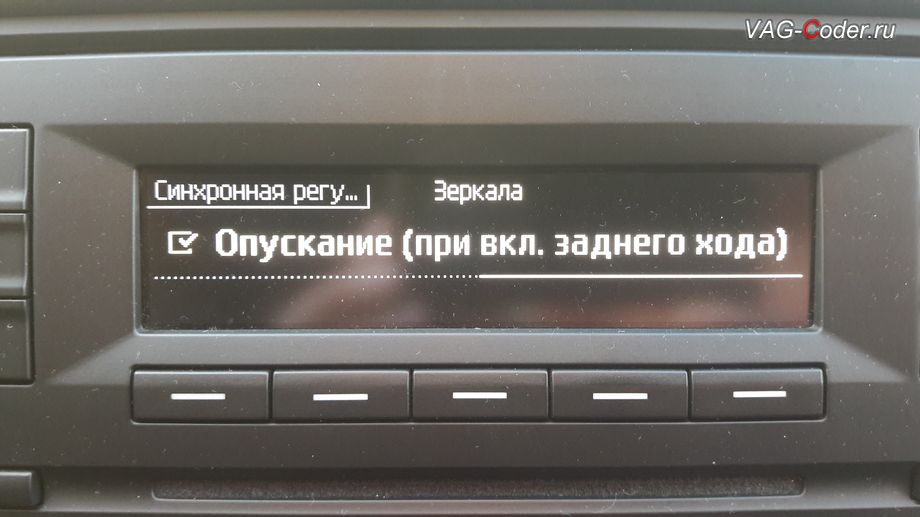 VAG-Coder.ru
Синхронная регу... Зеркала
Опускание (при вкл. заднего хода)